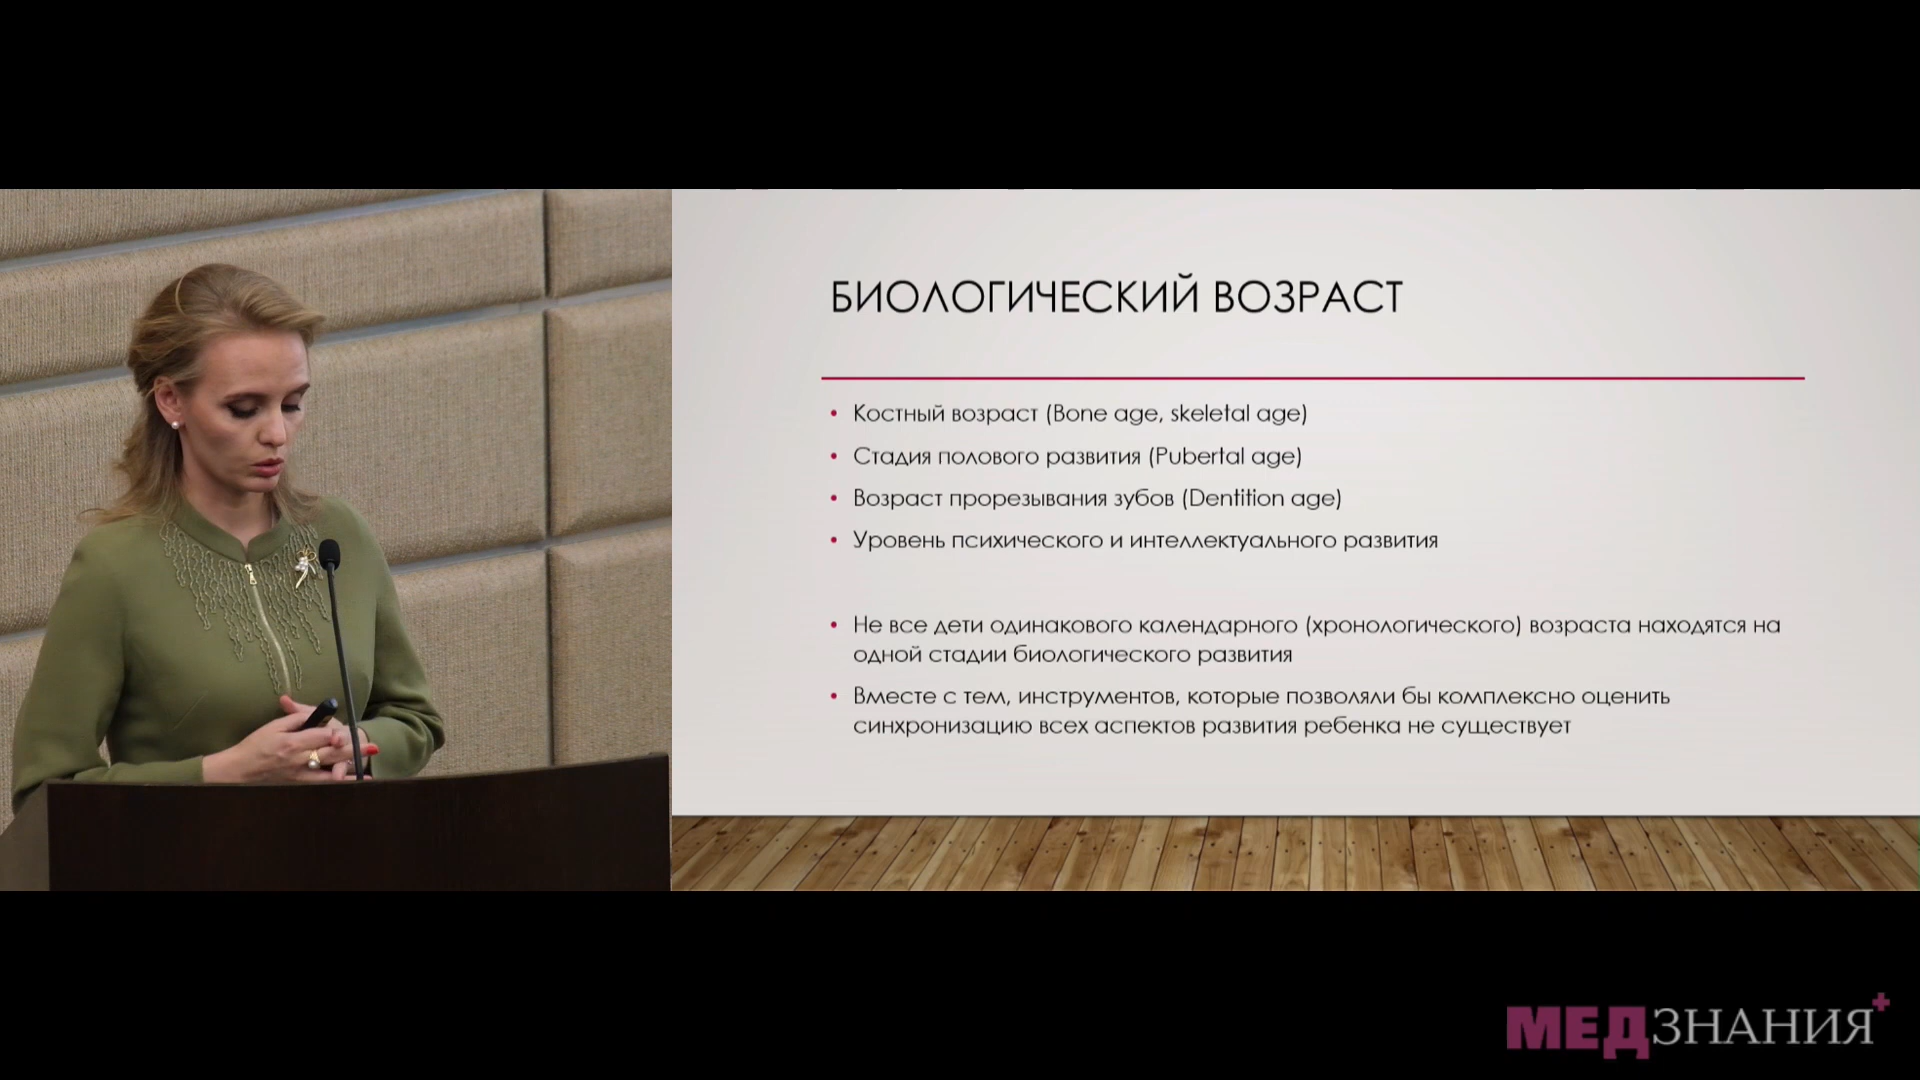 БИОЛОГИЧЕСКИЙ ВОЗРАСТ
• Костный возраст (Bone age, skeletal age)
• Стадия полового развития (Pubertal age)
• Возраст прорезывания зубов (Dentition age)
• Уровень психического и интеллектуального развития
• Не все дети одинакового календарного (хронологического) возраста находятся на
одной стадии биологического развития
• Вместе с тем, инструментов, которые позволяли бы комплексно оценить
синхронизацию всех аспектов развития ребенка не существует
МЕДЗНАНИЯ+